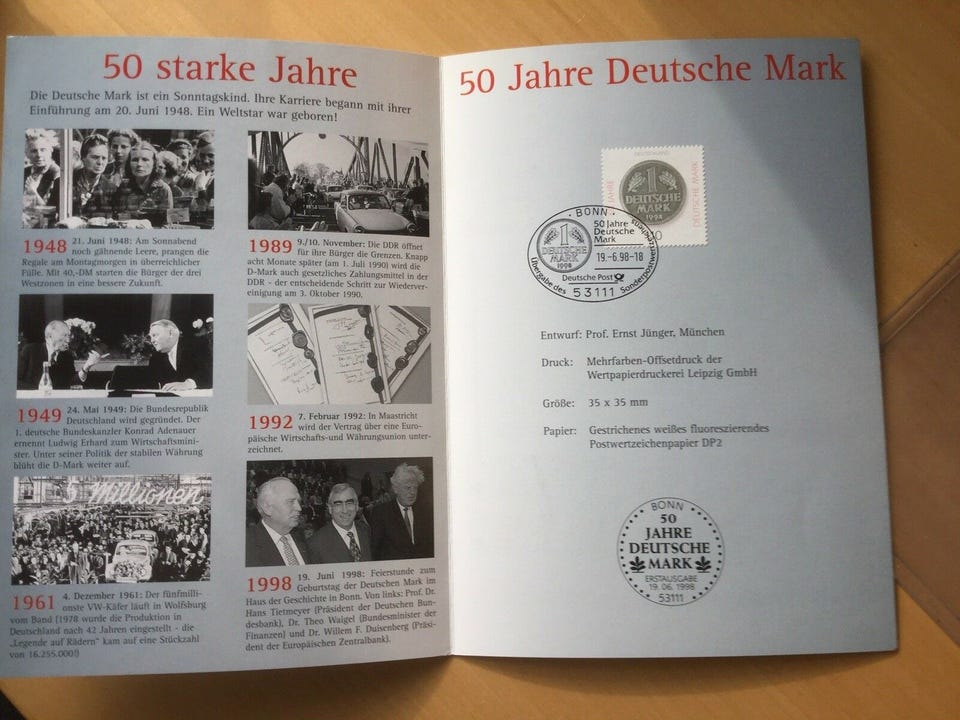 50 starke Jahre
Die Deutsche Mark ist ein Sonntagskind. Ihre Karriere begann mit ihrer
Einführung am 20. Juni 1948. Ein Weltstar war geboren!
1948 21. Juni 1948: Am Sonnabend
noch gähnende Leere, prangen die
Regale am Montagmorgen in überreichlicher
Fülle. Mit 40,-DM starten die Bürger der drei
Westzonen in eine bessere Zukunft.
1949 24. Mai 1949: Die Bundesrepublik
Deutschland wird gegründet. Der
1. deutsche Bundeskanzler Konrad Adenauer
ernennt Ludwig Erhard zum Wirtschaftsmini-
ster. Unter seiner Politik der stabilen Währung
blüht die D-Mark weiter auf.
5 Millionen
1961 4. Dezember 1961: Der fünfmilli-
onste VW-Käfer läuft in Wolfsburg
vom Band (1978 wurde die Produktion in
Deutschland nach 42 Jahren eingestellt - die
„Legende auf Rädern" kam auf eine Stückzahl
von 16.255.000!)
1989 9./10. November: Die DDR öffnet
für ihre Bürger die Grenzen. Knapp
acht Monate später (am 1. Juli 1990) wird die
D-Mark auch gesetzliches Zahlungsmittel in der
DDR - der entscheidende Schritt zur Wiederver-
einigung am 3. Oktober 1990.
1992 7. Februar 1992: In Maastricht
wird der Vertrag über eine Euro-
päische Wirtschafts-und Währungsunion unter-
zeichnet.
1998 19. Juni 1998: Feierstunde zum
Geburtstag der Deutschen Mark im
Haus der Geschichte in Bonn. Von links: Prof. Dr.
Hans Tietmeyer (Präsident der Deutschen Bun-
desbank), Dr. Theo Waigel (Bundesminister der
Finanzen) und Dr. Willem F. Duisenberg (Präsi-
dent der Europäischen Zentralbank).
50 Jahre Deutsche Mark
DEUTSCHLAND
JAHRE
DEUTSCHE MARK
1
DEUTSCHE
MARK
1998
BONN
50 Jahre
Deutsche
Mark
1
DEUTSCHE
MARK
1998
19.-6.98-18
Deutsche Post
Übergabe des Sonderpostwertzeichens
53111
Entwurf: Prof. Ernst Jünger, München
Druck: Mehrfarben-Offsetdruck der
Wertpapierdruckerei Leipzig GmbH
Größe: 35 x 35 mm
Papier: Gestrichenes weißes fluoreszierendes
Postwertzeichenpapier DP2
BONN
50
JAHRE
DEUTSCHE
MARK
ERSTAUSGABE
19.06.1998
53111